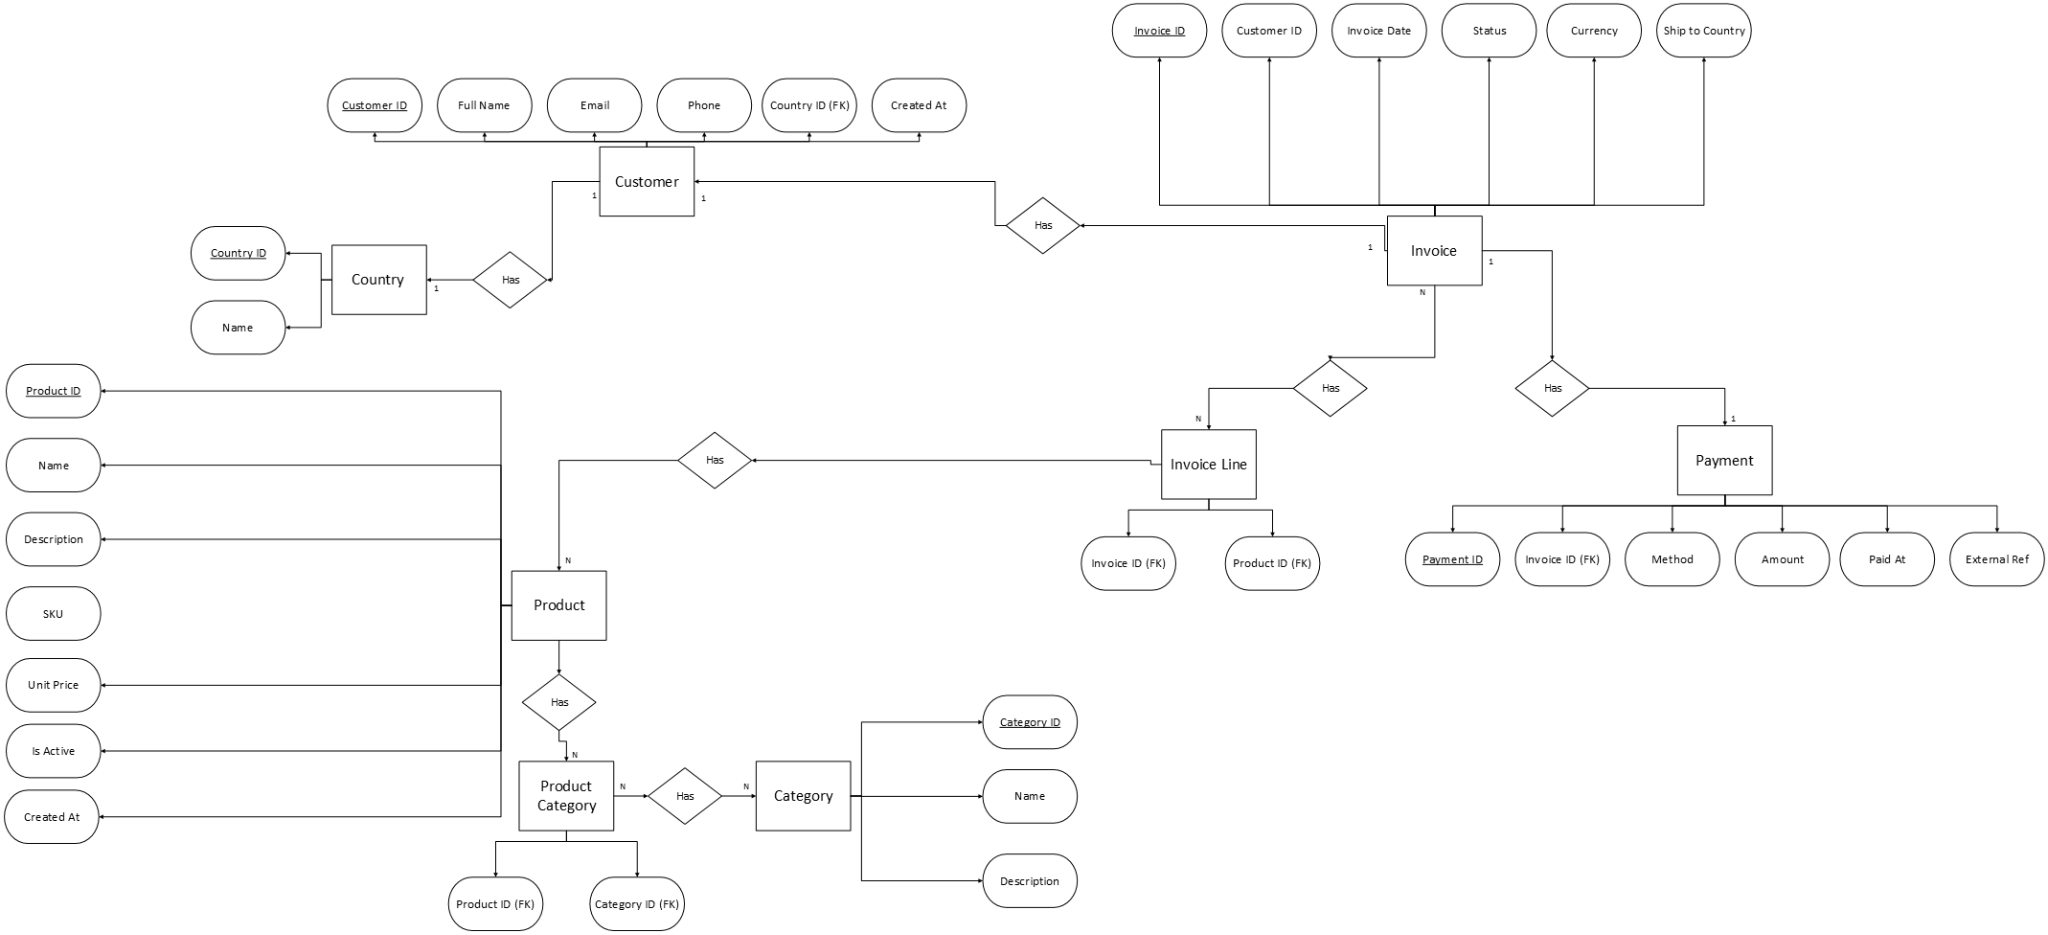 Invoice ID
Customer ID
Invoice Date
Status
Currency
Ship to Country
Customer ID
Full Name
Email
Phone
Country ID (FK)
Created At
Customer
1
1
Has
1
Invoice
1
N
Country ID
Name
Country
1
Has
Has
Has
N
1
Product ID
Name
Description
SKU
Unit Price
Is Active
Created At
Has
Invoice Line
Payment
Invoice ID (FK)
Product ID (FK)
Payment ID
Invoice ID (FK)
Method
Amount
Paid At
External Ref
N
Product
Has
N
Product
Category
N
Has
N
Category
Category ID
Name
Description
Product ID (FK)
Category ID (FK)